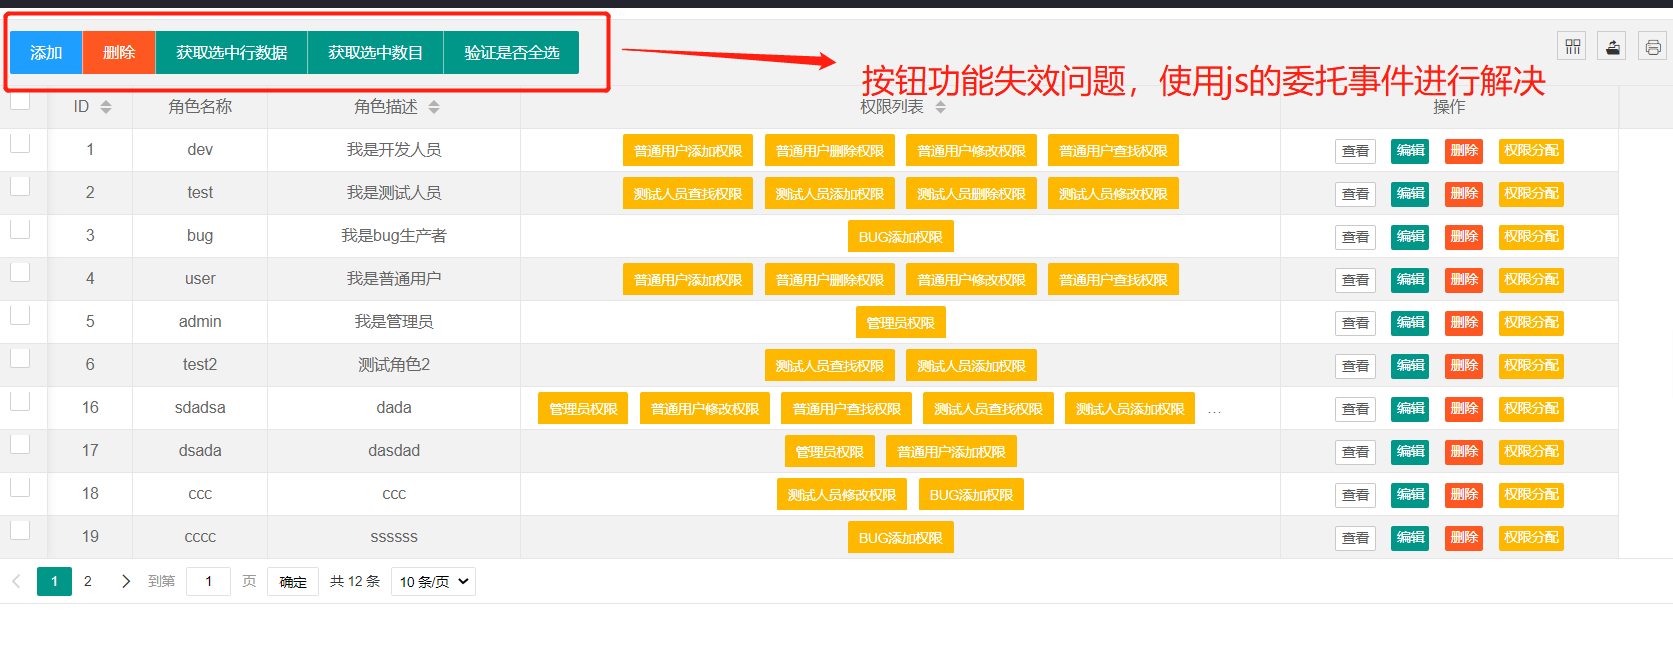 添加 删除 获取选中行数据 获取选中数目 验证是否全选
按钮功能失效问题，使用js的委托事件进行解决
ID 角色名称 角色描述 权限列表 操作
1 dev 我是开发人员 普通用户添加权限 普通用户删除权限 普通用户修改权限 普通用户查找权限 查看 编辑 删除 权限分配
2 test 我是测试人员 测试人员查找权限 测试人员添加权限 测试人员删除权限 测试人员修改权限 查看 编辑 删除 权限分配
3 bug 我是bug生产者 BUG添加权限 查看 编辑 删除 权限分配
4 user 我是普通用户 普通用户添加权限 普通用户删除权限 普通用户修改权限 普通用户查找权限 查看 编辑 删除 权限分配
5 admin 我是管理员 管理员权限 查看 编辑 删除 权限分配
6 test2 测试角色2 测试人员查找权限 测试人员添加权限 查看 编辑 删除 权限分配
16 sdadsa dada 管理员权限 普通用户修改权限 普通用户查找权限 测试人员查找权限 测试人员添加权限 ... 查看 编辑 删除 权限分配
17 dsada dasdad 管理员权限 普通用户添加权限 查看 编辑 删除 权限分配
18 ccc ccc 测试人员修改权限 BUG添加权限 查看 编辑 删除 权限分配
19 cccc ssssss BUG添加权限 查看 编辑 删除 权限分配
1 2 到第 1 页 确定 共 12 条 10 条/页